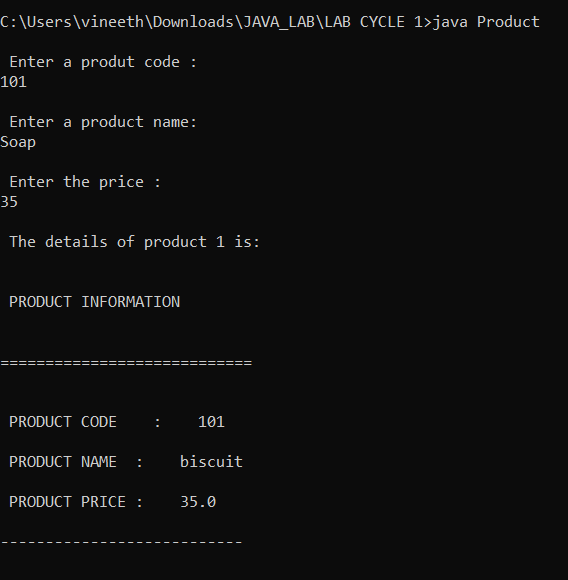 C:\Users\vineeth\Downloads\JAVA_LAB\LAB CYCLE 1>java Product
Enter a produt code :
101
Enter a product name:
Soap
Enter the price :
35
The details of product 1 is:
PRODUCT INFORMATION
============================
PRODUCT CODE    :    101
PRODUCT NAME  :    biscuit
PRODUCT PRICE :    35.0
---------------------------